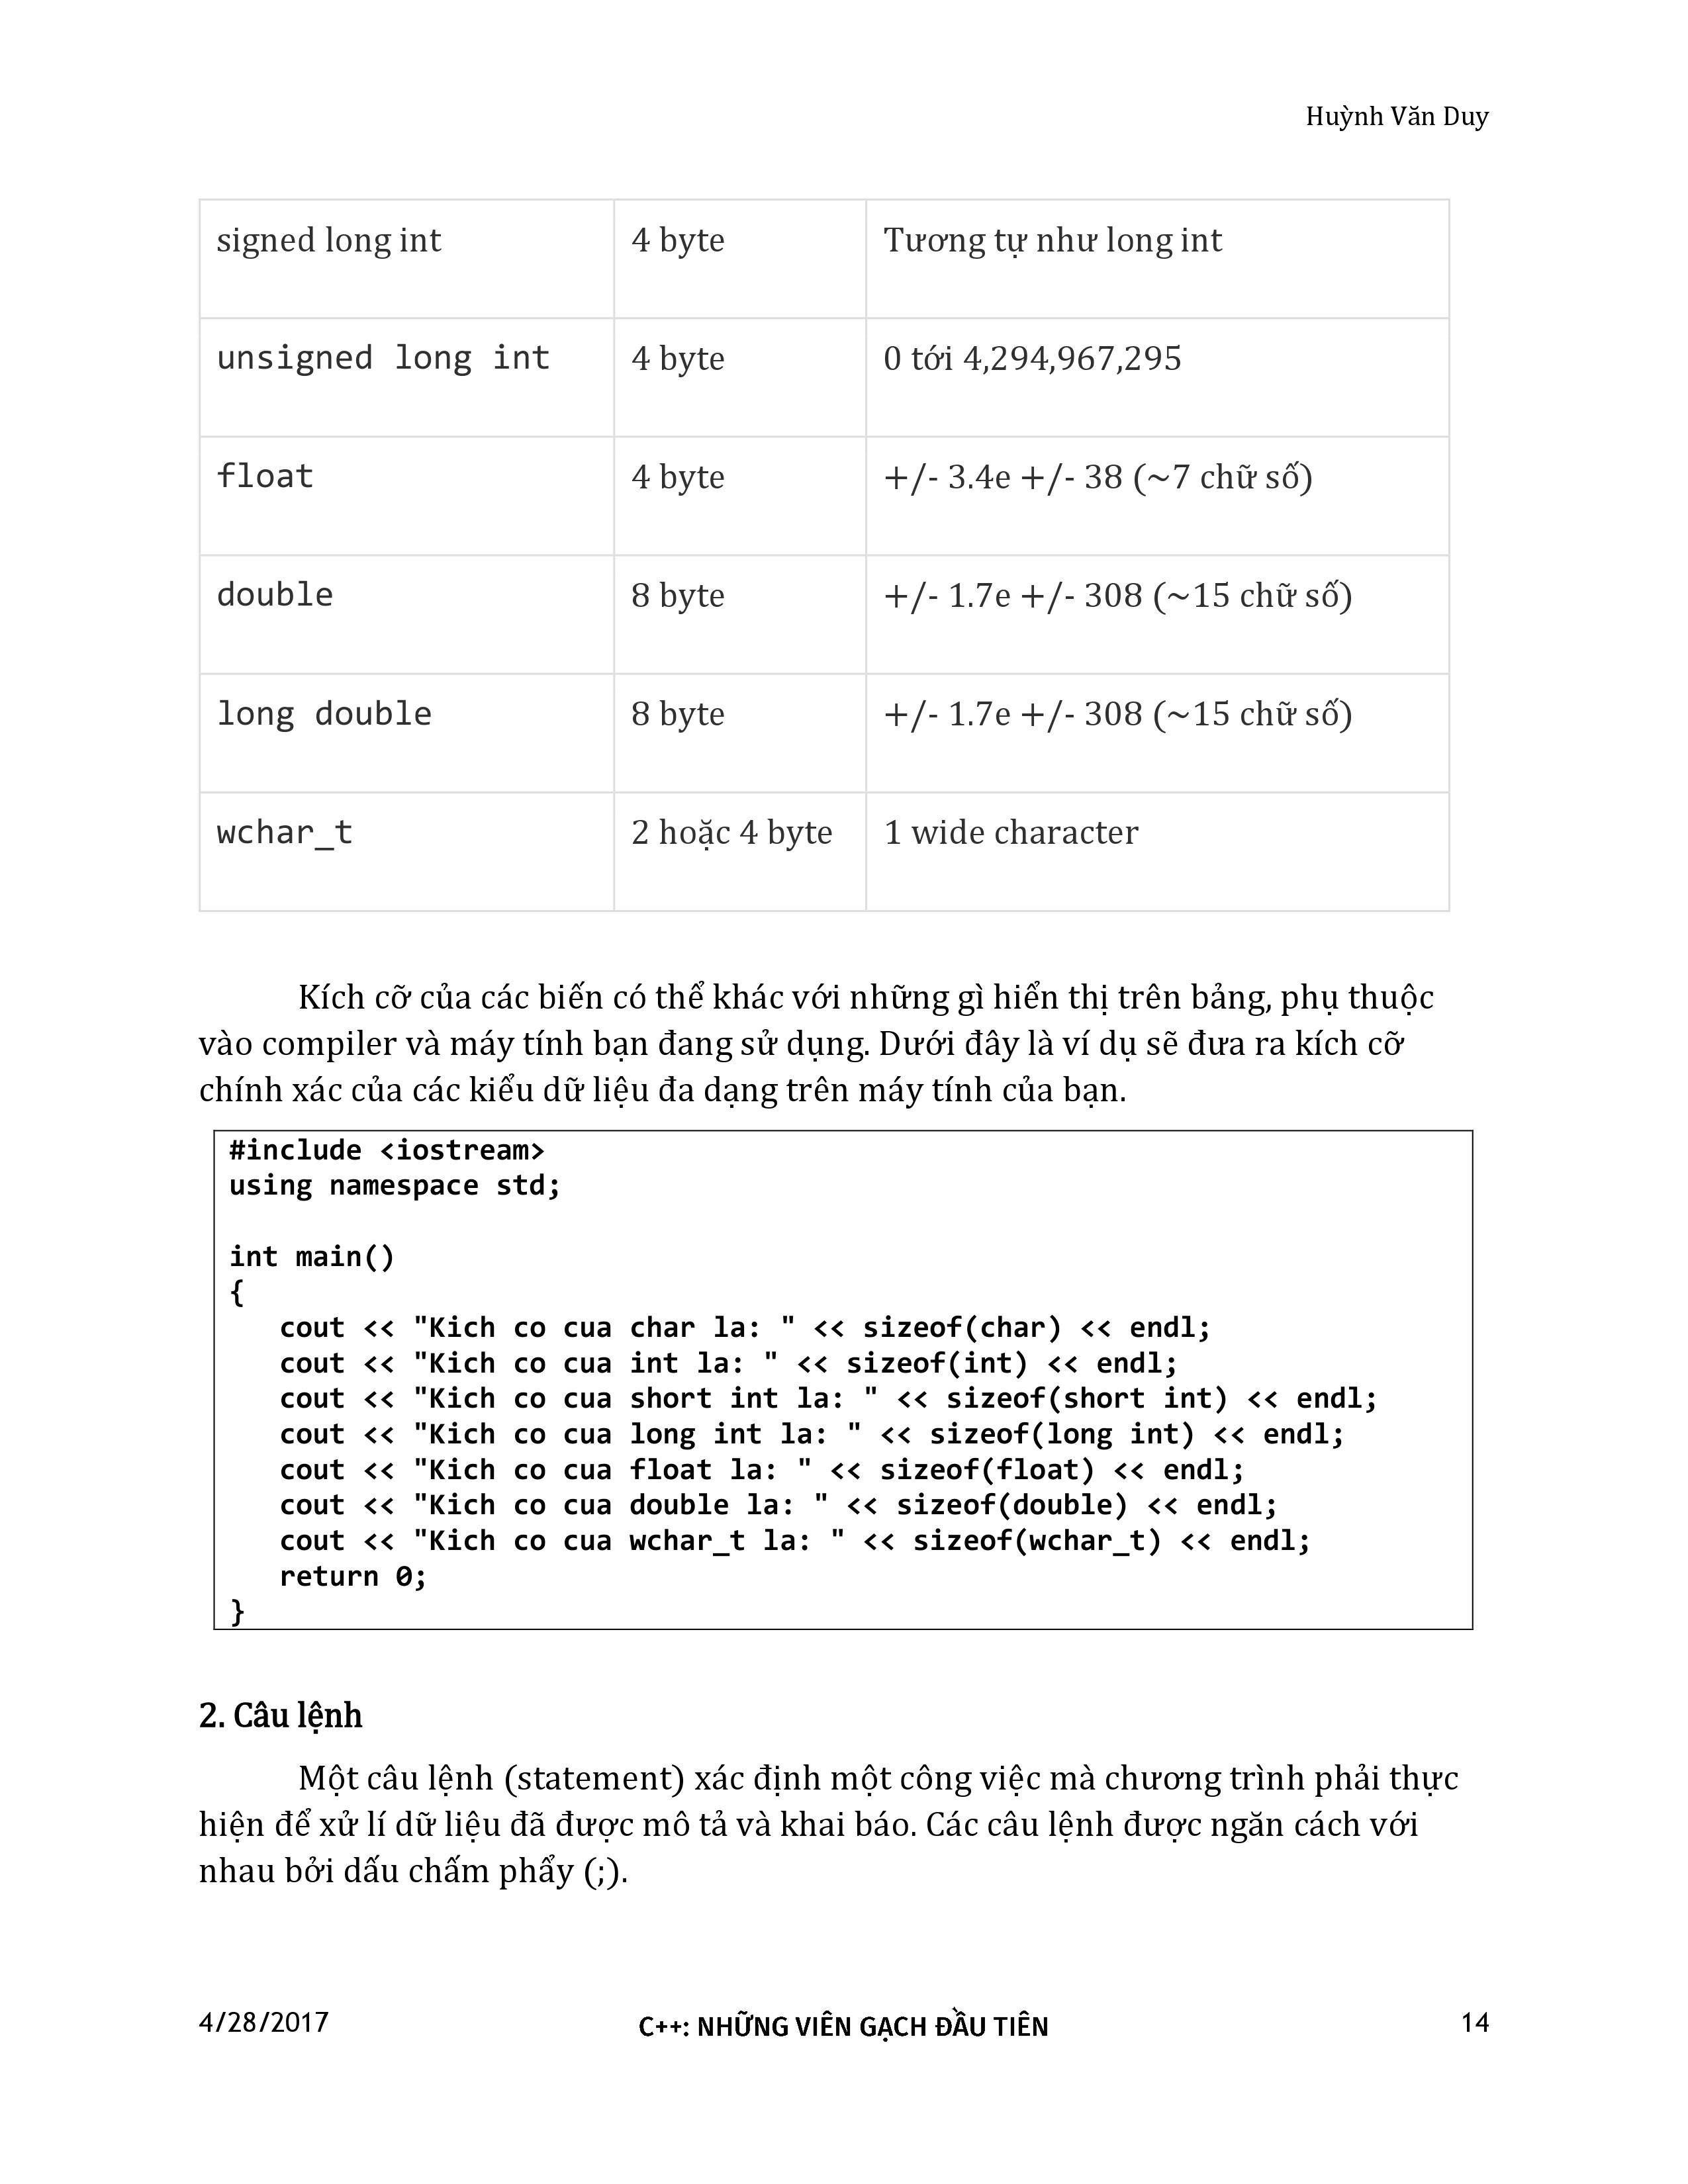 Huỳnh Văn Duy
signed long int 4 byte Tương tự như long int
unsigned long int 4 byte 0 tới 4,294,967,295
float 4 byte +/- 3.4e +/- 38 (~7 chữ số)
double 8 byte +/- 1.7e +/- 308 (~15 chữ số)
long double 8 byte +/- 1.7e +/- 308 (~15 chữ số)
wchar_t 2 hoặc 4 byte 1 wide character
Kích cỡ của các biến có thể khác với những gì hiển thị trên bảng, phụ thuộc
vào compiler và máy tính bạn đang sử dụng. Dưới đây là ví dụ sẽ đưa ra kích cỡ
chính xác của các kiểu dữ liệu đa dạng trên máy tính của bạn.
#include <iostream>
using namespace std;
int main()
{
cout << "Kich co cua char la: " << sizeof(char) << endl;
cout << "Kich co cua int la: " << sizeof(int) << endl;
cout << "Kich co cua short int la: " << sizeof(short int) << endl;
cout << "Kich co cua long int la: " << sizeof(long int) << endl;
cout << "Kich co cua float la: " << sizeof(float) << endl;
cout << "Kich co cua double la: " << sizeof(double) << endl;
cout << "Kich co cua wchar_t la: " << sizeof(wchar_t) << endl;
return 0;
}
2. Câu lệnh
Một câu lệnh (statement) xác định một công việc mà chương trình phải thực
hiện để xử lí dữ liệu đã được mô tả và khai báo. Các câu lệnh được ngăn cách với
nhau bởi dấu chấm phẩy (;).
4/28/2017 C++: NHỮNG VIÊN GẠCH ĐẦU TIÊN 14